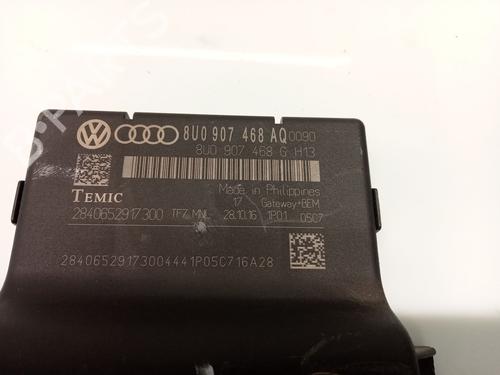 8U0 907 468 AQ 0090
8U0 907 468 G H13
TEMIC
Made in Philippines
17 Gateway+BEM
2840652917300 TFZ MNL 28.10.16 1P01 0507
28406529173004441P05C716A28